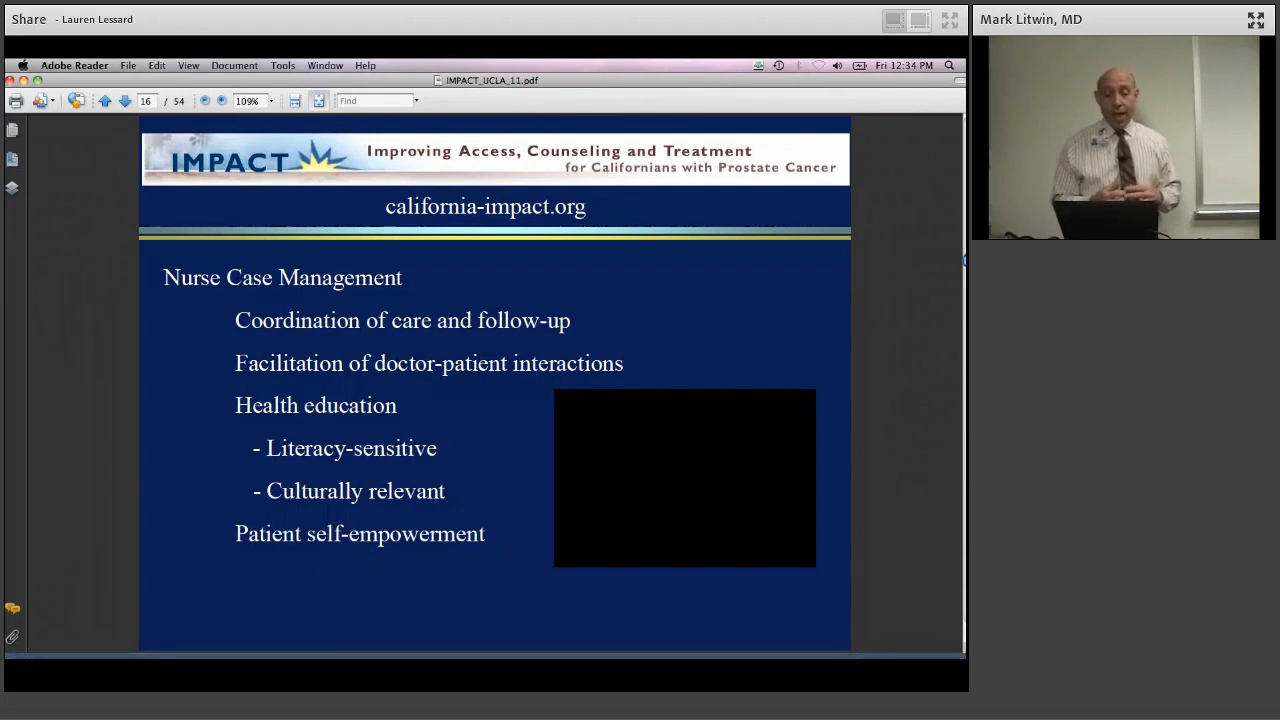 Share - Lauren Lessard
Mark Litwin, MD
Adobe Reader File Edit View Document Tools Window Help
Fri 12:34 PM
IMPACT_UCLA_11.pdf
16 / 54
109%
Find
IMPACT
Improving Access, Counseling and Treatment
for Californians with Prostate Cancer
california-impact.org
Nurse Case Management
Coordination of care and follow-up
Facilitation of doctor-patient interactions
Health education
- Literacy-sensitive
- Culturally relevant
Patient self-empowerment